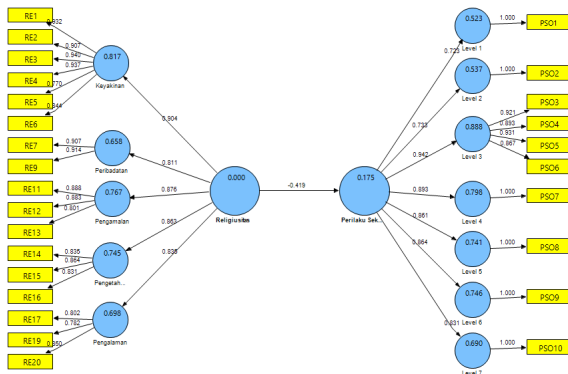 RE1
RE2
RE3
RE4
RE5
RE6
RE7
RE9
RE11
RE12
RE13
RE14
RE15
RE16
RE17
RE19
RE20
0.932
0.907
0.940
0.937
0.770
0.844
0.907
0.914
0.888
0.883
0.801
0.836
0.864
0.831
0.802
0.782
0.850
0.817
Keyakinan
0.658
Peribadatan
0.767
Pengamalan
0.745
Pengetah...
0.698
Pengalaman
0.904
0.811
0.876
0.863
0.835
0.000
Religiusitas
-0.419
0.175
Perilaku Sek...
0.723
0.733
0.942
0.893
0.861
0.864
0.831
0.523
Level 1
0.537
Level 2
0.888
Level 3
0.798
Level 4
0.741
Level 5
0.746
Level 6
0.690
Level 7
1.000
1.000
0.921
0.893
0.931
0.867
1.000
1.000
1.000
1.000
PSO1
PSO2
PSO3
PSO4
PSO5
PSO6
PSO7
PSO8
PSO9
PSO10